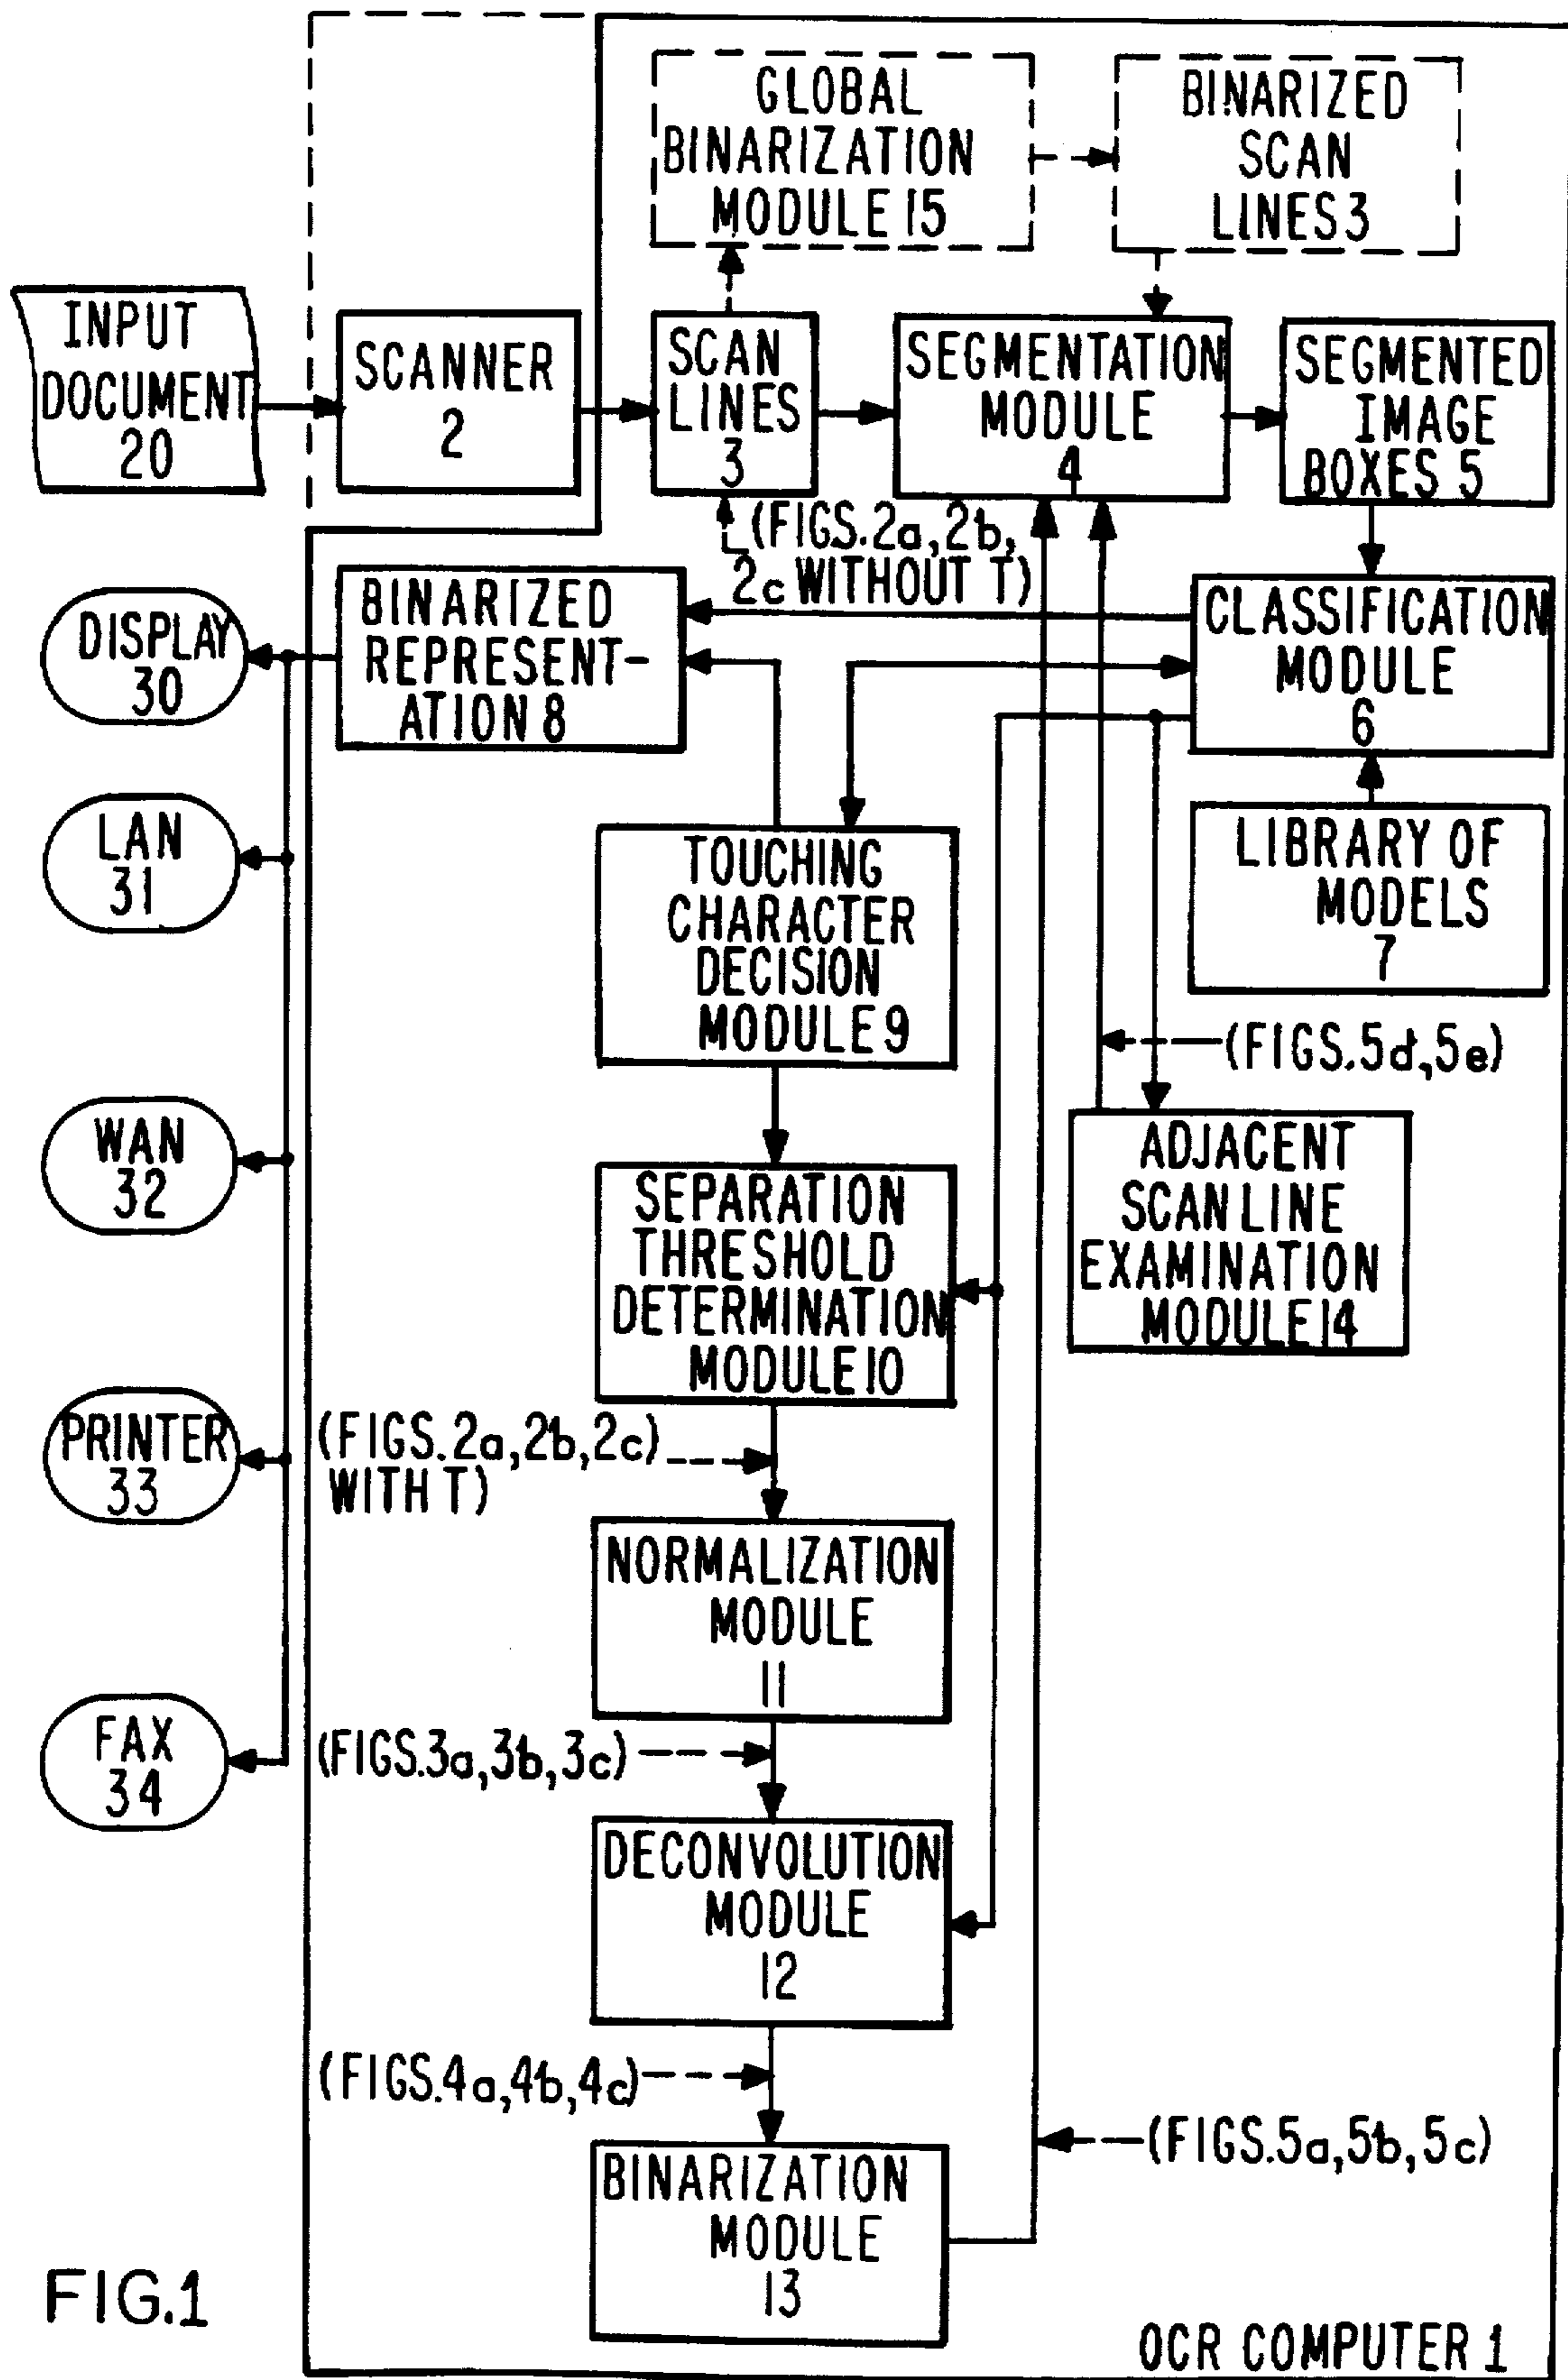 GLOBAL
BINARIZATION
MODULE 15
BINARIZED
SCAN
LINES 3
INPUT
DOCUMENT
20
SCANNER
2
SCAN
LINES
3
SEGMENTATION
MODULE
4
SEGMENTED
IMAGE
BOXES 5
(FIGS.2a,2b,
2c WITHOUT T)
DISPLAY
30
BINARIZED
REPRESENT-
ATION 8
CLASSIFICATION
MODULE
6
LAN
31
TOUCHING
CHARACTER
DECISION
MODULE 9
LIBRARY OF
MODELS
7
(FIGS.5d,5e)
WAN
32
SEPARATION
THRESHOLD
DETERMINATION
MODULE 10
ADJACENT
SCAN LINE
EXAMINATION
MODULE 14
PRINTER
33
(FIGS.2a,2b,2c)
WITH T)
NORMALIZATION
MODULE
11
FAX
34
(FIGS.3a,3b,3c)
DECONVOLUTION
MODULE
12
(FIGS.4a,4b,4c)
(FIGS.5a,5b,5c)
BINARIZATION
MODULE
13
FIG.1
OCR COMPUTER 1